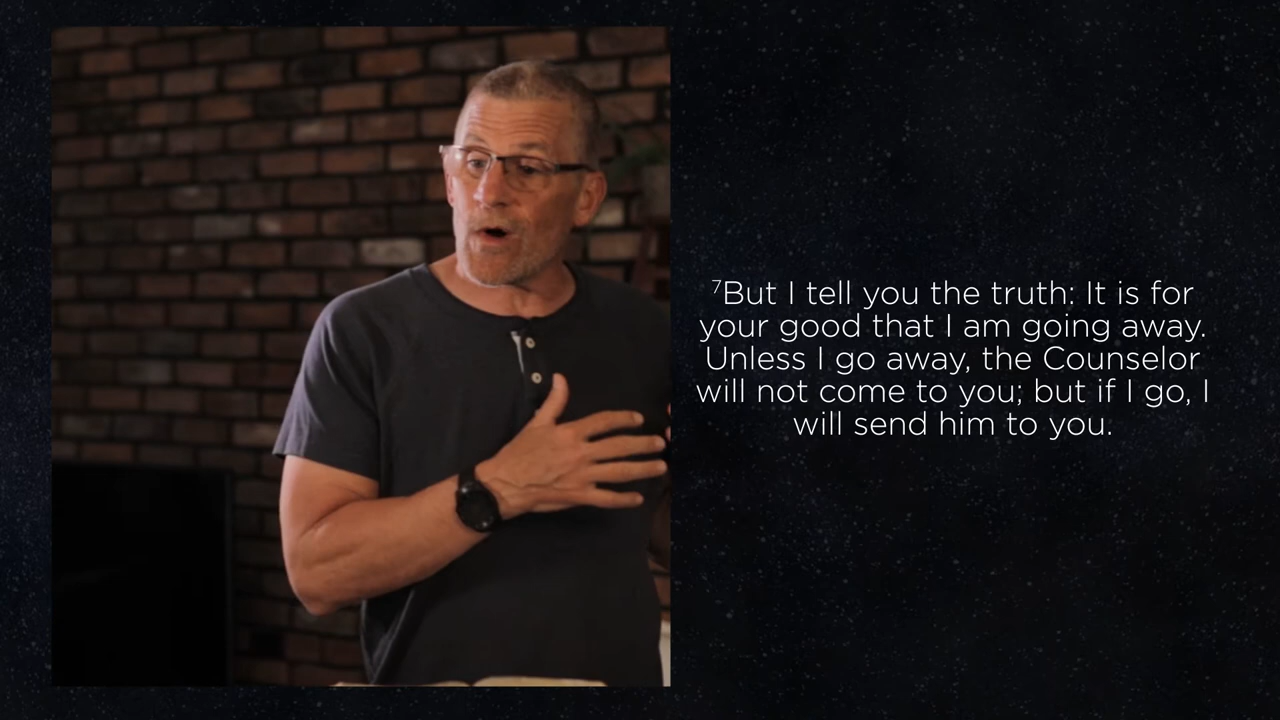 ⁷But I tell you the truth: It is for
your good that I am going away.
Unless I go away, the Counselor
will not come to you; but if I go, I
will send him to you.